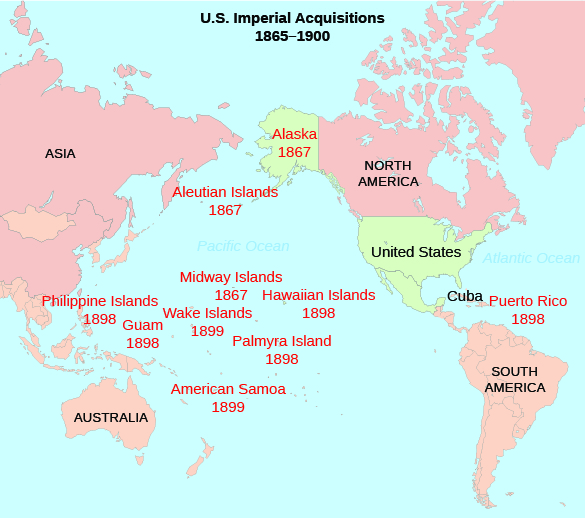 U.S. Imperial Acquisitions
1865–1900
Alaska
1867
ASIA
NORTH
AMERICA
Aleutian Islands
1867
Pacific Ocean
United States
Atlantic Ocean
Midway Islands
1867
Hawaiian Islands
1898
Cuba
Puerto Rico
1898
Philippine Islands
1898
Guam
1898
Wake Islands
1899
Palmyra Island
1898
American Samoa
1899
SOUTH
AMERICA
AUSTRALIA